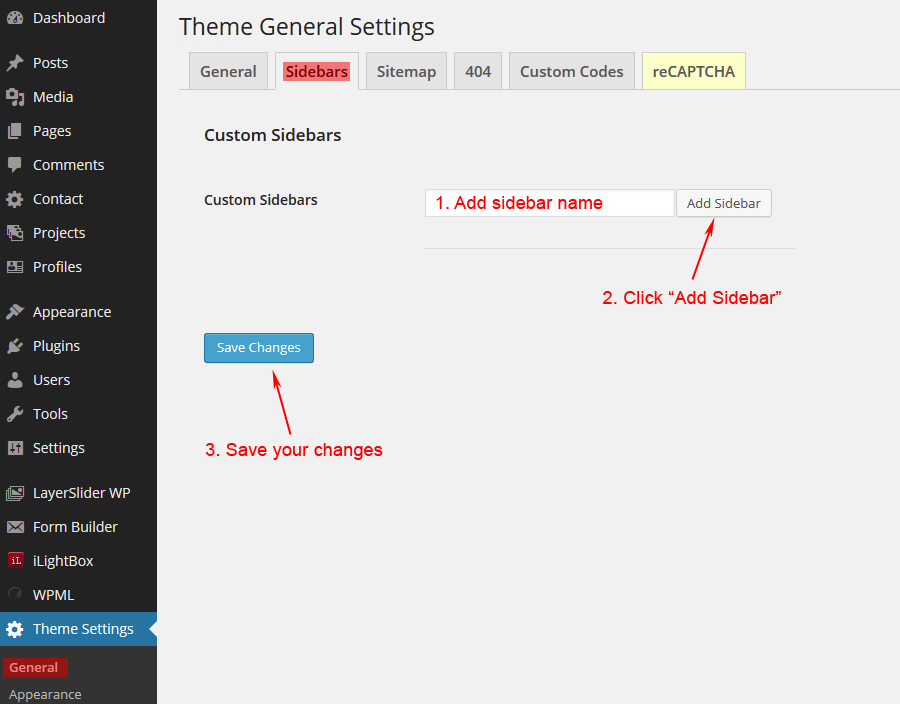 Dashboard
Posts
Media
Pages
Comments
Contact
Projects
Profiles
Appearance
Plugins
Users
Tools
Settings
LayerSlider WP
Form Builder
iL iLightBox
WPML
Theme Settings
General
Appearance
Theme General Settings
General Sidebars Sitemap 404 Custom Codes reCAPTCHA
Custom Sidebars
Custom Sidebars 1. Add sidebar name Add Sidebar
2. Click “Add Sidebar”
Save Changes
3. Save your changes